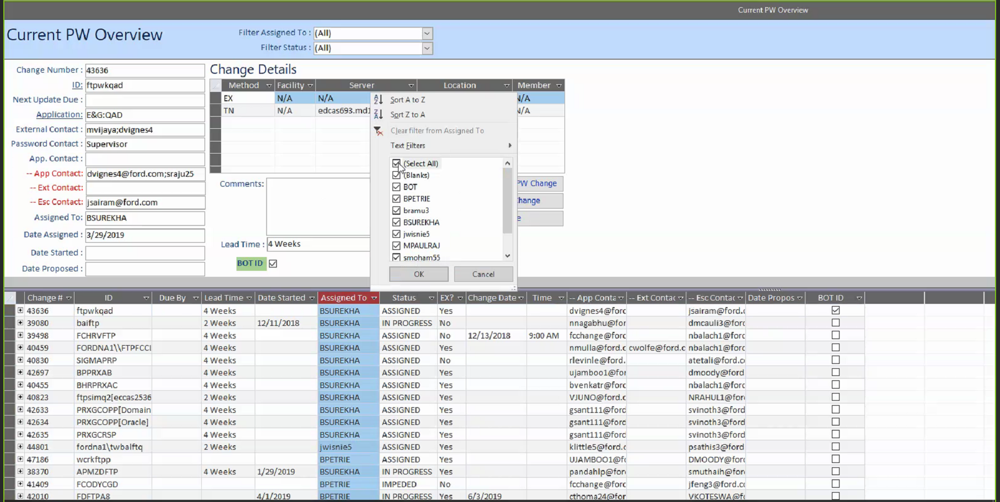 Current PW Overview
Current PW Overview
Filter Assigned To : (All)
Filter Status : (All)
Change Number : 43636
ID: ftpwkqad
Next Update Due :
Application: E&G:QAD
External Contact : mvijaya;dvignes4
Password Contact : Supervisor
App. Contact :
-- App Contact: dvignes4@ford.com;sraju25
-- Ext Contact:
-- Esc Contact: jsairam@ford.com
Assigned To: BSUREKHA
Date Assigned : 3/29/2019
Date Started :
Date Proposed :
Change Details
Method Facility Server Location Member
EX N/A N/A N/A
TN N/A edcas693.md1 N/A
Comments:
Lead Time : 4 Weeks
BOT ID
Sort A to Z
Sort Z to A
Clear filter from Assigned To
Text Filters
(Select All)
(Blanks)
BOT
BPETRIE
bramu3
BSUREKHA
jwisnie5
MPAULRAJ
smoham55
OK Cancel
PW Change
hange
e
Change # ID Due By Lead Time Date Started Assigned To Status EX? Change Date Time -- App Conta -- Ext Contac -- Esc Contac Date Propos BOT ID
43636 ftpwkqad 4 Weeks BSUREKHA ASSIGNED Yes dvignes4@ford jsairam@ford.c
39080 baiftp 2 Weeks 12/11/2018 BSUREKHA IN PROGRESS No nnagabhu@for dmcauli3@forc
39498 FCHRVFTP 4 Weeks BSUREKHA ASSIGNED No 12/13/2018 9:00 AM fcchange@forc nbalach1@forc
40459 FORDNA1\\FTPFCCL 4 Weeks BSUREKHA ASSIGNED Yes nmulla@ford.c cwolfe@ford.c nbalach1@forc
40830 SIGMAPRP 4 Weeks BSUREKHA ASSIGNED No rlevinle@ford. atetali@ford.c
42697 BPPRXAB 4 Weeks BSUREKHA ASSIGNED Yes ujamboo1@for dmoody@ford
40455 BHRPRXAC 4 Weeks BSUREKHA ASSIGNED Yes bvenkatr@forc nbalach1@forc
40823 ftpsimq2[eccas2536 2 Weeks BSUREKHA ASSIGNED Yes VJUNO@ford.c NRAHUL1@for
42633 PRXGCOPP[Domain 4 Weeks BSUREKHA ASSIGNED Yes gsant111@ford svinoth3@ford
42634 PRXGCOPP[Oracle] 4 Weeks BSUREKHA ASSIGNED Yes gsant111@ford svinoth3@ford
42635 PRXGCRSP 4 Weeks BSUREKHA ASSIGNED Yes gsant111@ford svinoth3@ford
44801 fordna1\twbalftq 2 Weeks jwisnie5 ASSIGNED Yes klittle5@ford.c psathis3@ford
47186 wcrkftpp BPETRIE ASSIGNED Yes UJAMBOO1@f DMOODY@for
38370 APMZDFTP 4 Weeks 1/29/2019 BSUREKHA IN PROGRESS Yes pandahlp@for smuthaih@for
41409 FCODYCGD BPETRIE IMPEDED No fcchange@forc jfeng3@ford.c
42010 FDFTPA8 4/1/2019 BPETRIE IN PROGRESS Yes 6/3/2019 cthoma24@for VKOTESWA@f